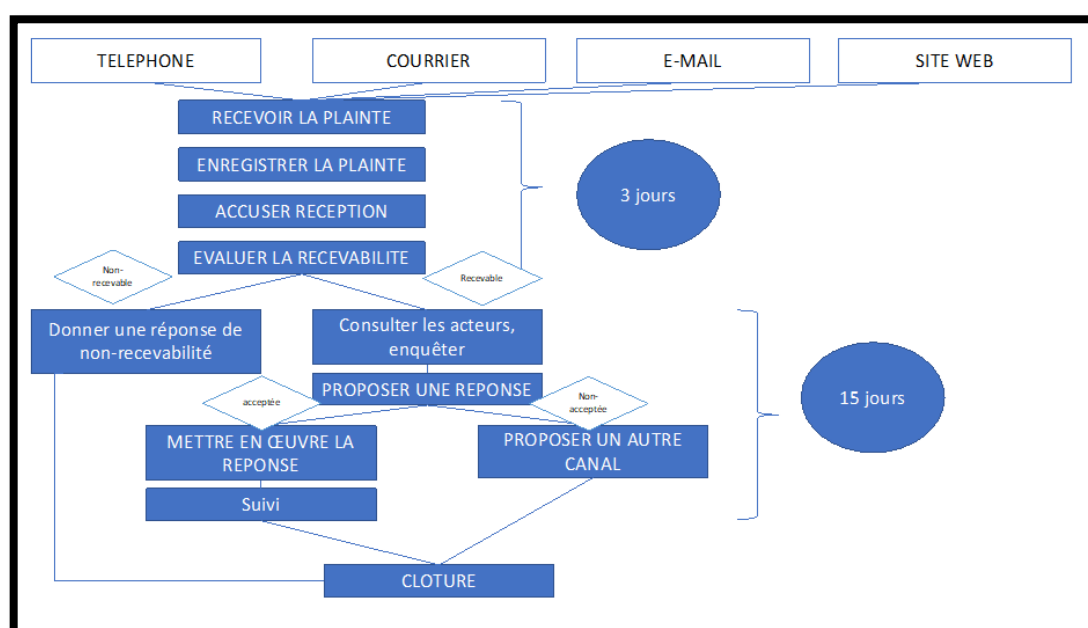 TELEPHONE
COURRIER
E-MAIL
SITE WEB
RECEVOIR LA PLAINTE
ENREGISTRER LA PLAINTE
3 jours
ACCUSER RECEPTION
EVALUER LA RECEVABILITE
Non-
recevable
Recevable
Donner une réponse de
non-recevabilité
Consulter les acteurs,
enquêter
PROPOSER UNE REPONSE
acceptée
Non-
acceptée
15 jours
METTRE EN ŒUVRE LA
REPONSE
PROPOSER UN AUTRE
CANAL
Suivi
CLOTURE